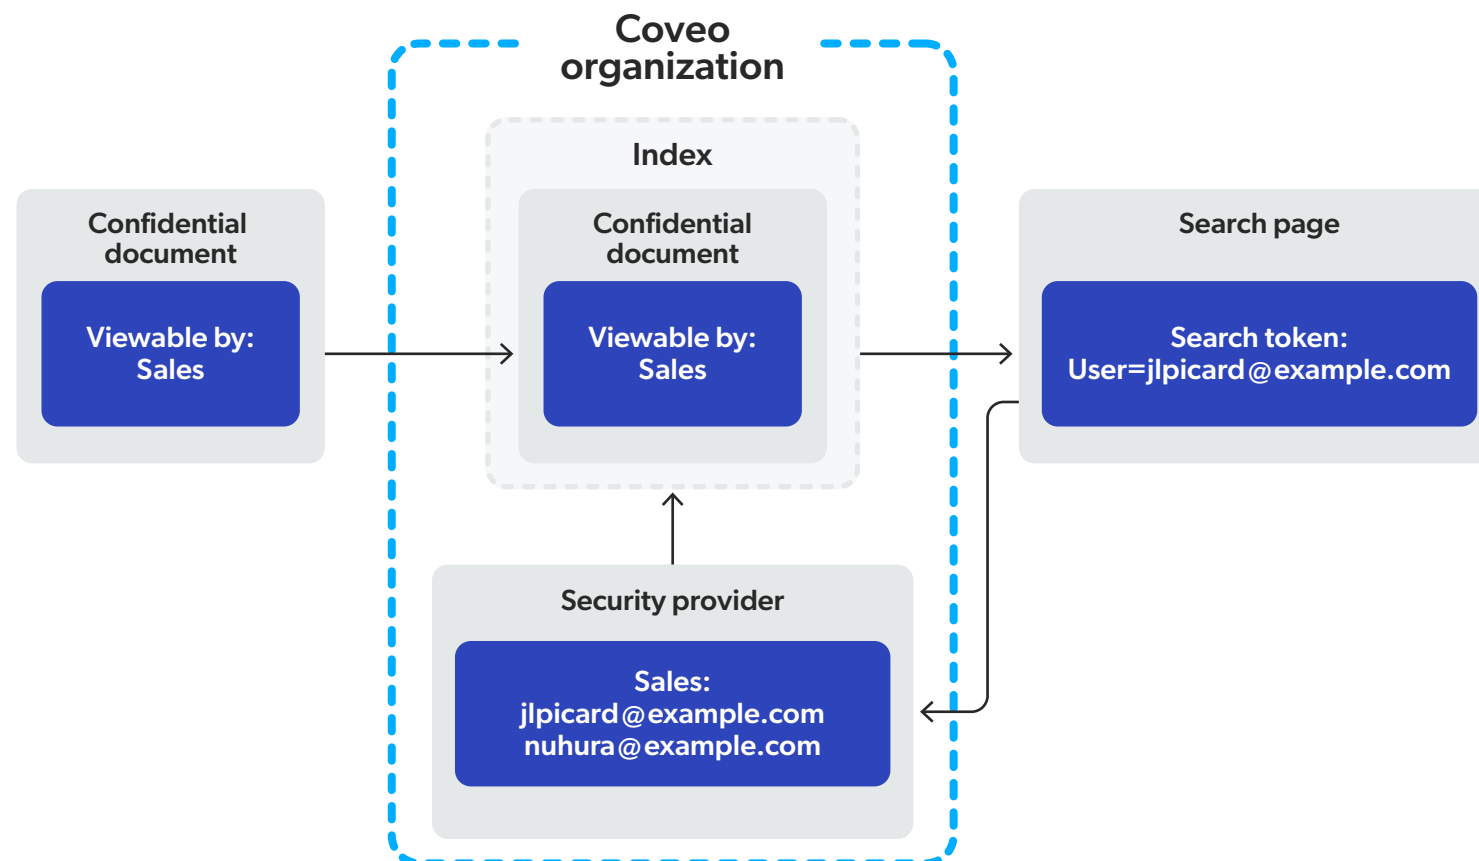 Coveo
organization
Index
Confidential
document
Viewable by:
Sales
Confidential
document
Viewable by:
Sales
Search page
Search token:
User=jlpicard@example.com
Security provider
Sales:
jlpicard@example.com
nuhura@example.com